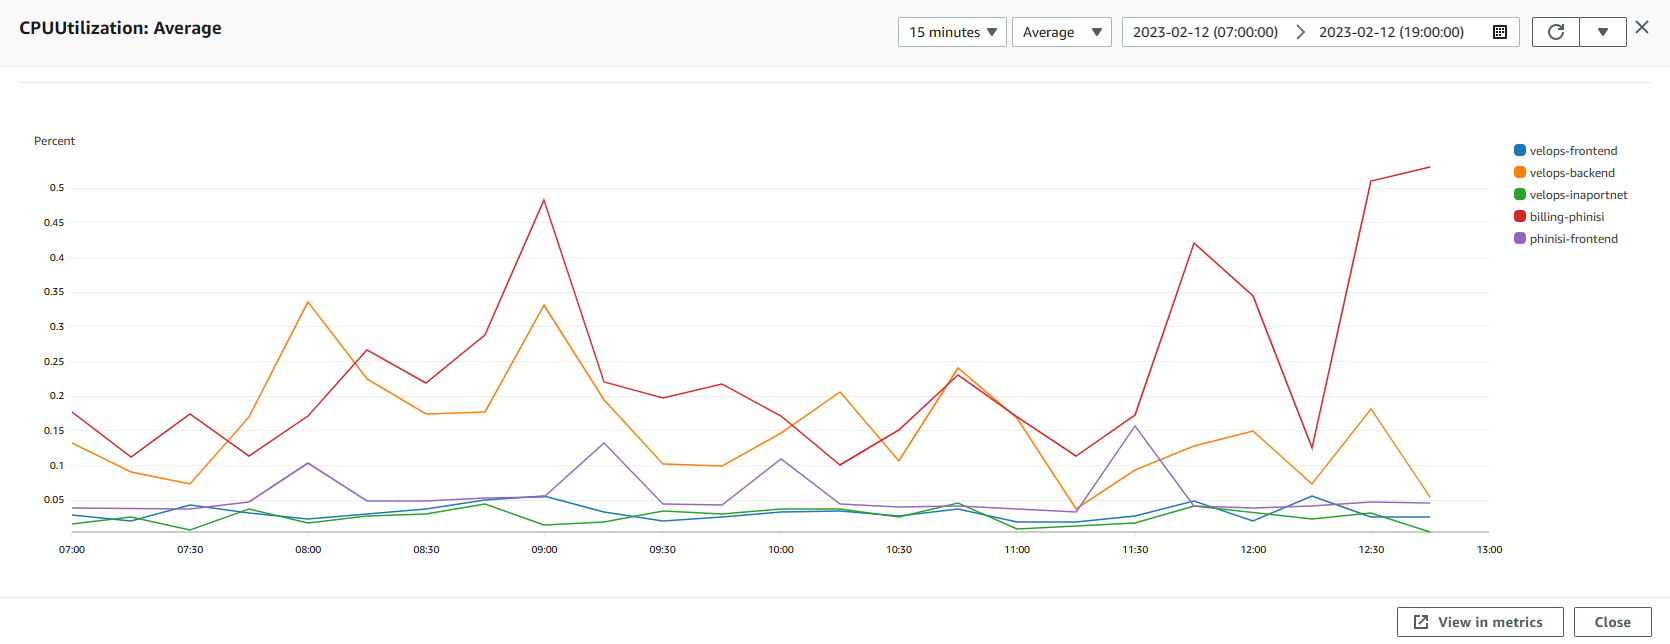 CPUUtilization: Average
15 minutes
Average
2023-02-12 (07:00:00)
2023-02-12 (19:00:00)
Percent
0.5
0.45
0.4
0.35
0.3
0.25
0.2
0.15
0.1
0.05
07:00 07:30 08:00 08:30 09:00 09:30 10:00 10:30 11:00 11:30 12:00 12:30 13:00
velops-frontend
velops-backend
velops-inaportnet
billing-phinisi
phinisi-frontend
View in metrics
Close